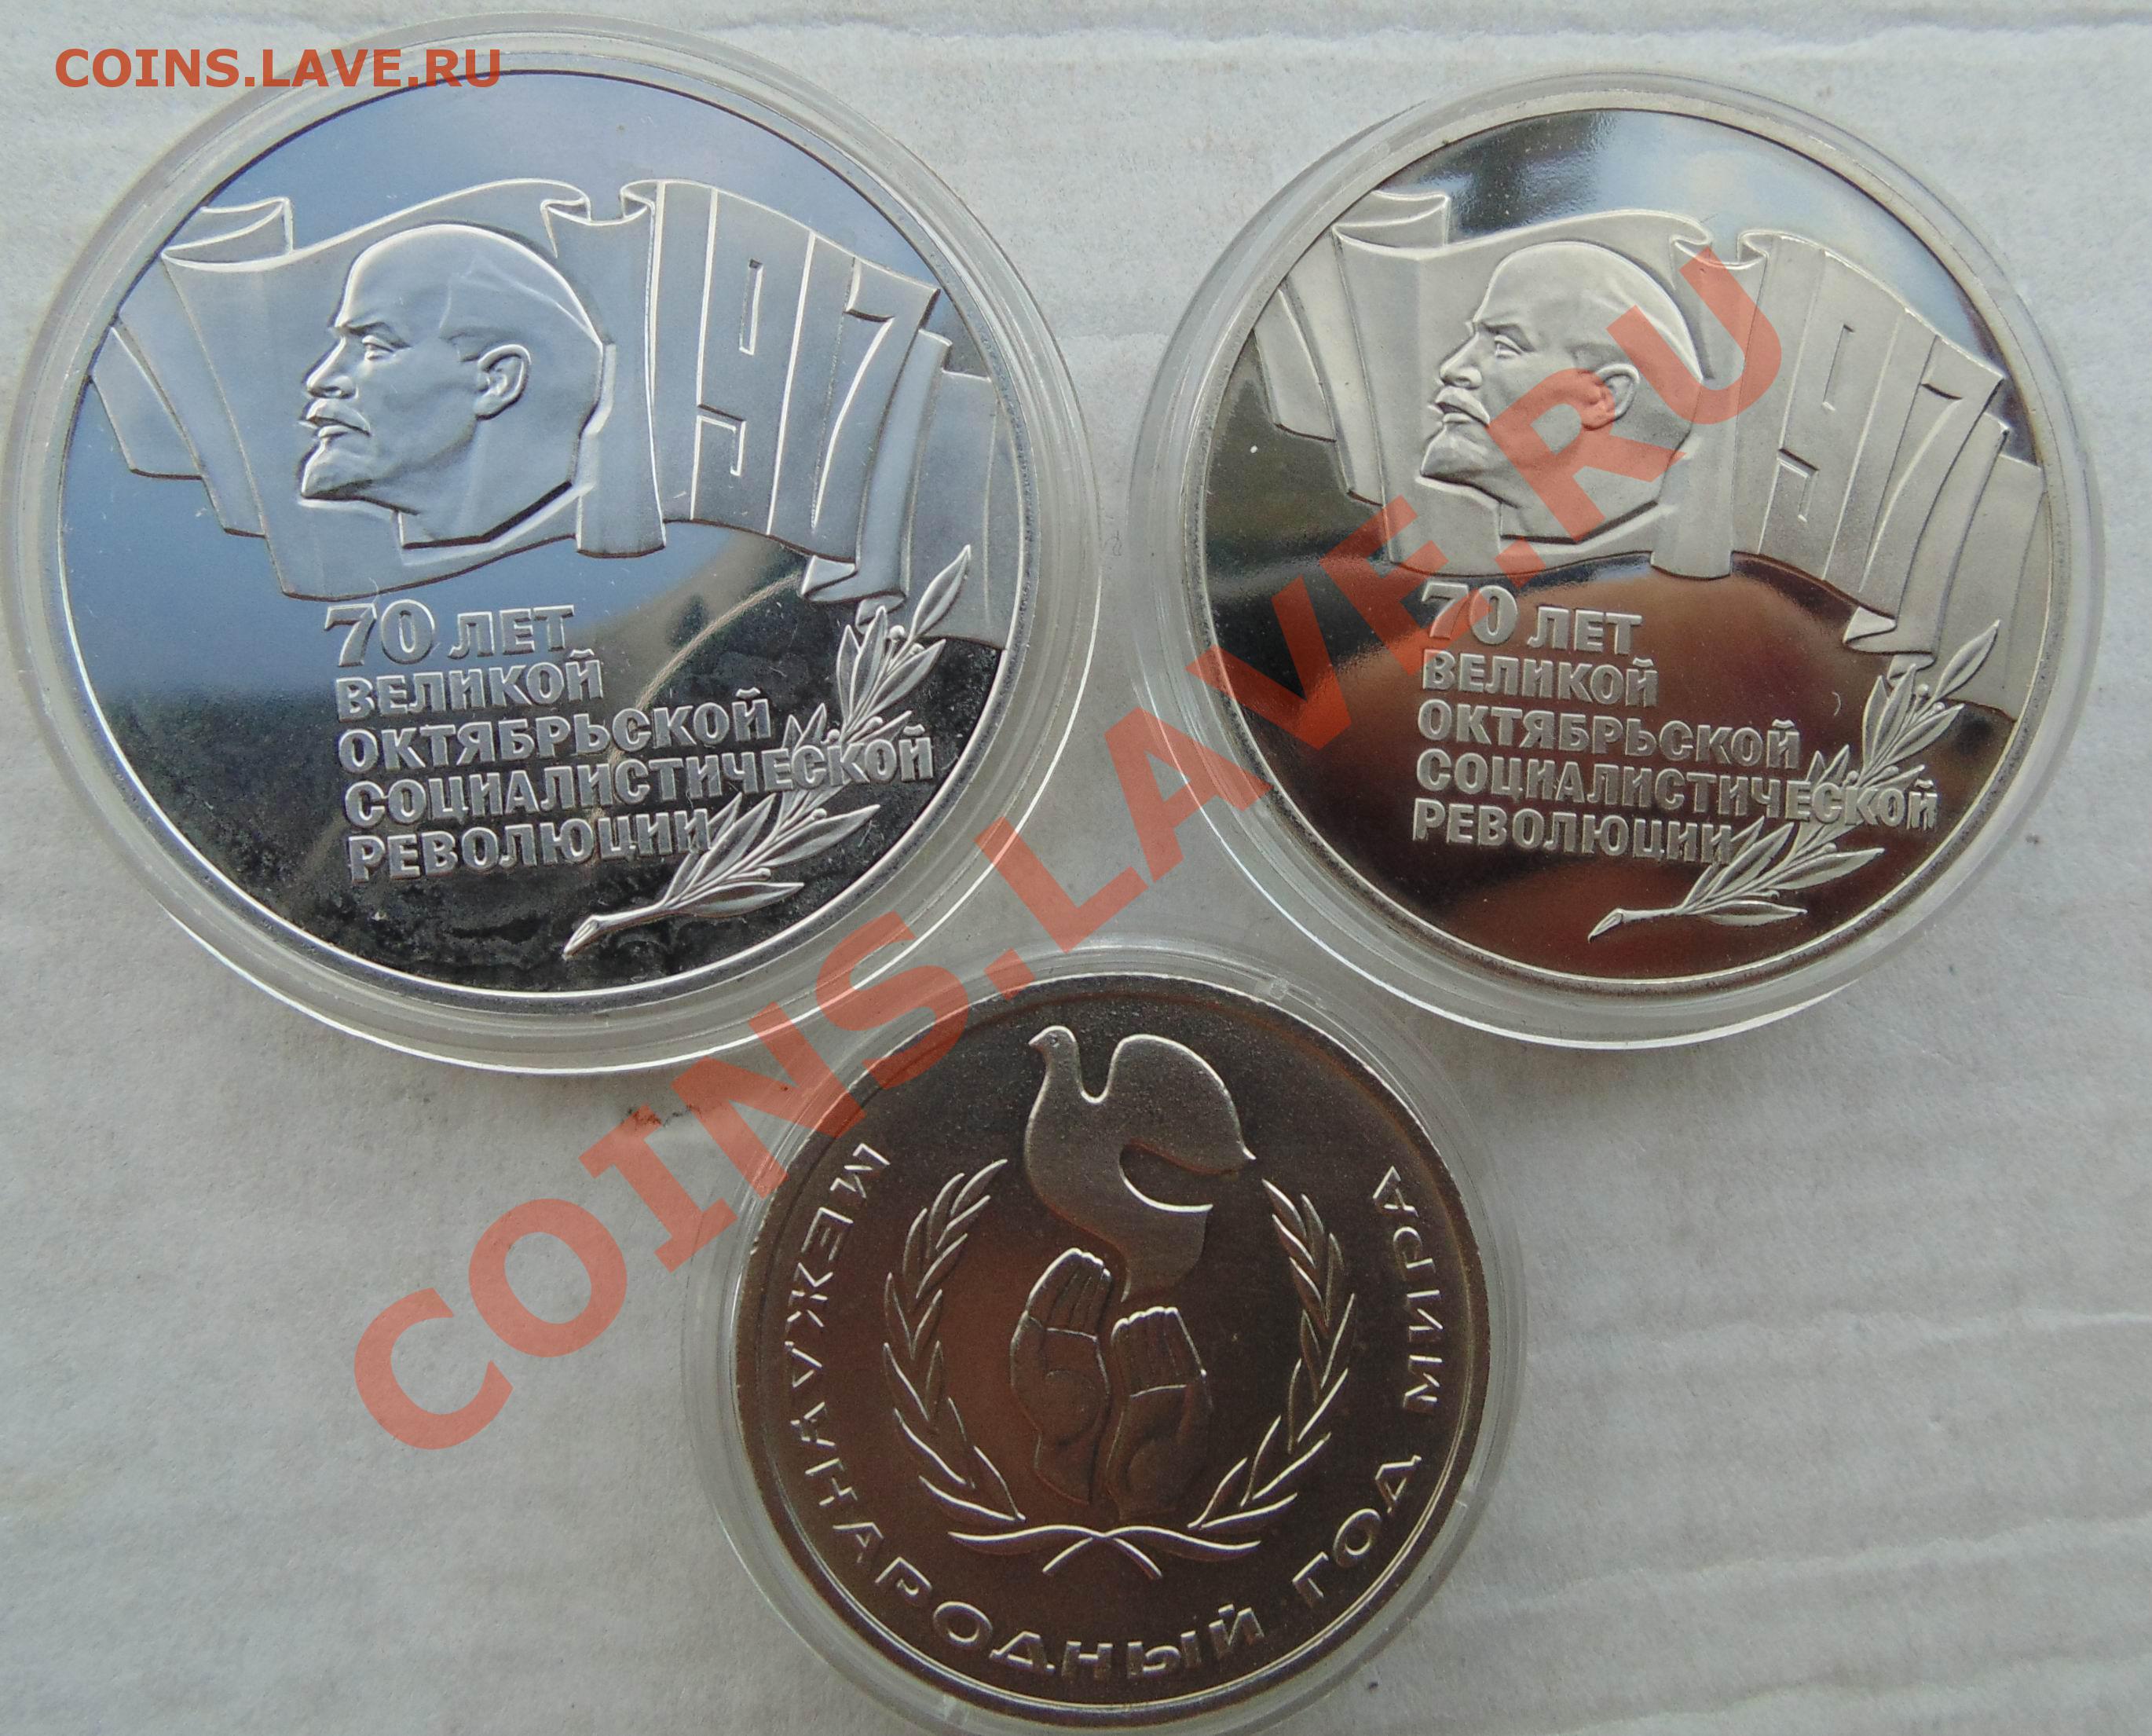 COINS.LAVE.RU
1917
70 ЛЕТ
ВЕЛИКОЙ
ОКТЯБРЬСКОЙ
СОЦИАЛИСТИЧЕСКОЙ
РЕВОЛЮЦИИ
1917
70 ЛЕТ
ВЕЛИКОЙ
ОКТЯБРЬСКОЙ
СОЦИАЛИСТИЧЕСКОЙ
РЕВОЛЮЦИИ
COINS.LAVE.RU
МЕЖДУНАРОДНЫЙ ГОД МИРА